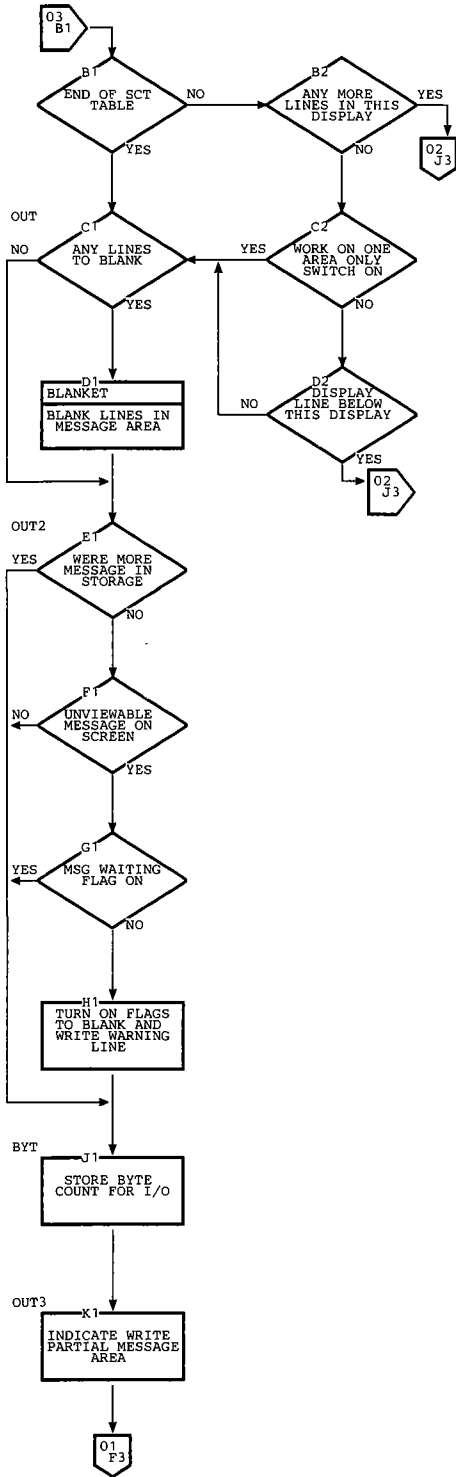 03
B1
B1
END OF SCT
TABLE
NO
YES
B2
ANY MORE
LINES IN THIS
DISPLAY
YES
02
J3
NO
OUT
C1
NO
ANY LINES
TO BLANK
YES
C2
YES
WORK ON ONE
AREA ONLY
SWITCH ON
NO
D1
BLANKET
BLANK LINES IN
MESSAGE AREA
D2
DISPLAY
NO
LINE BELOW
THIS DISPLAY
YES
02
J3
OUT2
E1
YES
WERE MORE
MESSAGE IN
STORAGE
NO
F1
NO
UNVIEWABLE
MESSAGE ON
SCREEN
YES
G1
YES
MSG WAITING
FLAG ON
NO
H1
TURN ON FLAGS
TO BLANK AND
WRITE WARNING
LINE
BYT
J1
STORE BYTE
COUNT FOR I/O
OUT3
K1
INDICATE WRITE
PARTIAL MESSAGE
AREA
01
F3